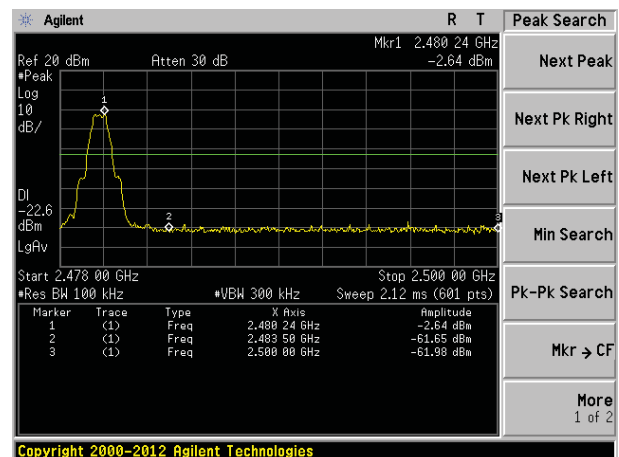 Agilent R T Peak Search
Mkr1 2.480 24 GHz
Ref 20 dBm Atten 30 dB -2.64 dBm
#Peak
Log
10
dB/
1
DI
-22.6
dBm
LgAv
2
3
Start 2.478 00 GHz Stop 2.500 00 GHz
#Res BW 100 kHz #VBW 300 kHz Sweep 2.12 ms (601 pts)
Marker Trace Type X Axis Amplitude
1 (1) Freq 2.480 24 GHz -2.64 dBm
2 (1) Freq 2.483 50 GHz -61.65 dBm
3 (1) Freq 2.500 00 GHz -61.98 dBm
Next Peak
Next Pk Right
Next Pk Left
Min Search
Pk-Pk Search
Mkr → CF
More
1 of 2
Copyright 2000-2012 Agilent Technologies